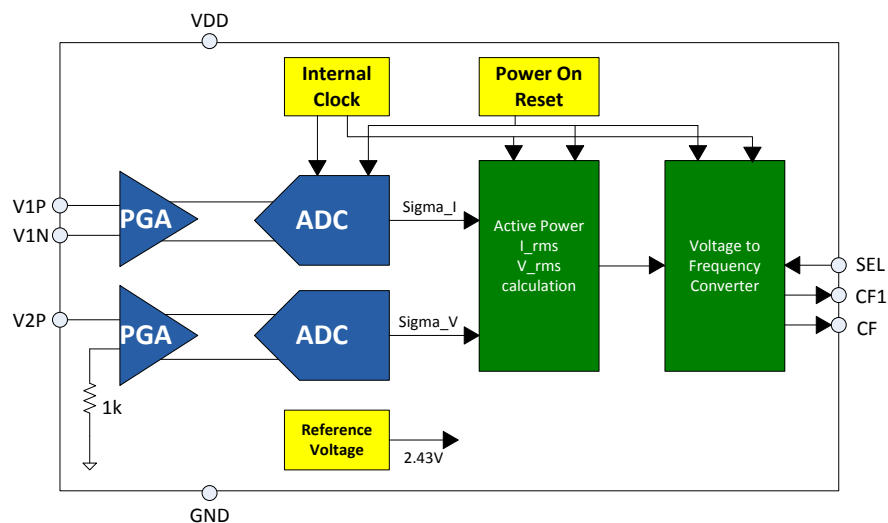 VDD
Internal
Clock
Power On
Reset
V1P
V1N
PGA
ADC
Sigma_I
Active Power
I_rms
V_rms
calculation
Voltage to
Frequency
Converter
SEL
CF1
CF
V2P
PGA
ADC
Sigma_V
1k
Reference
Voltage
2.43V
GND